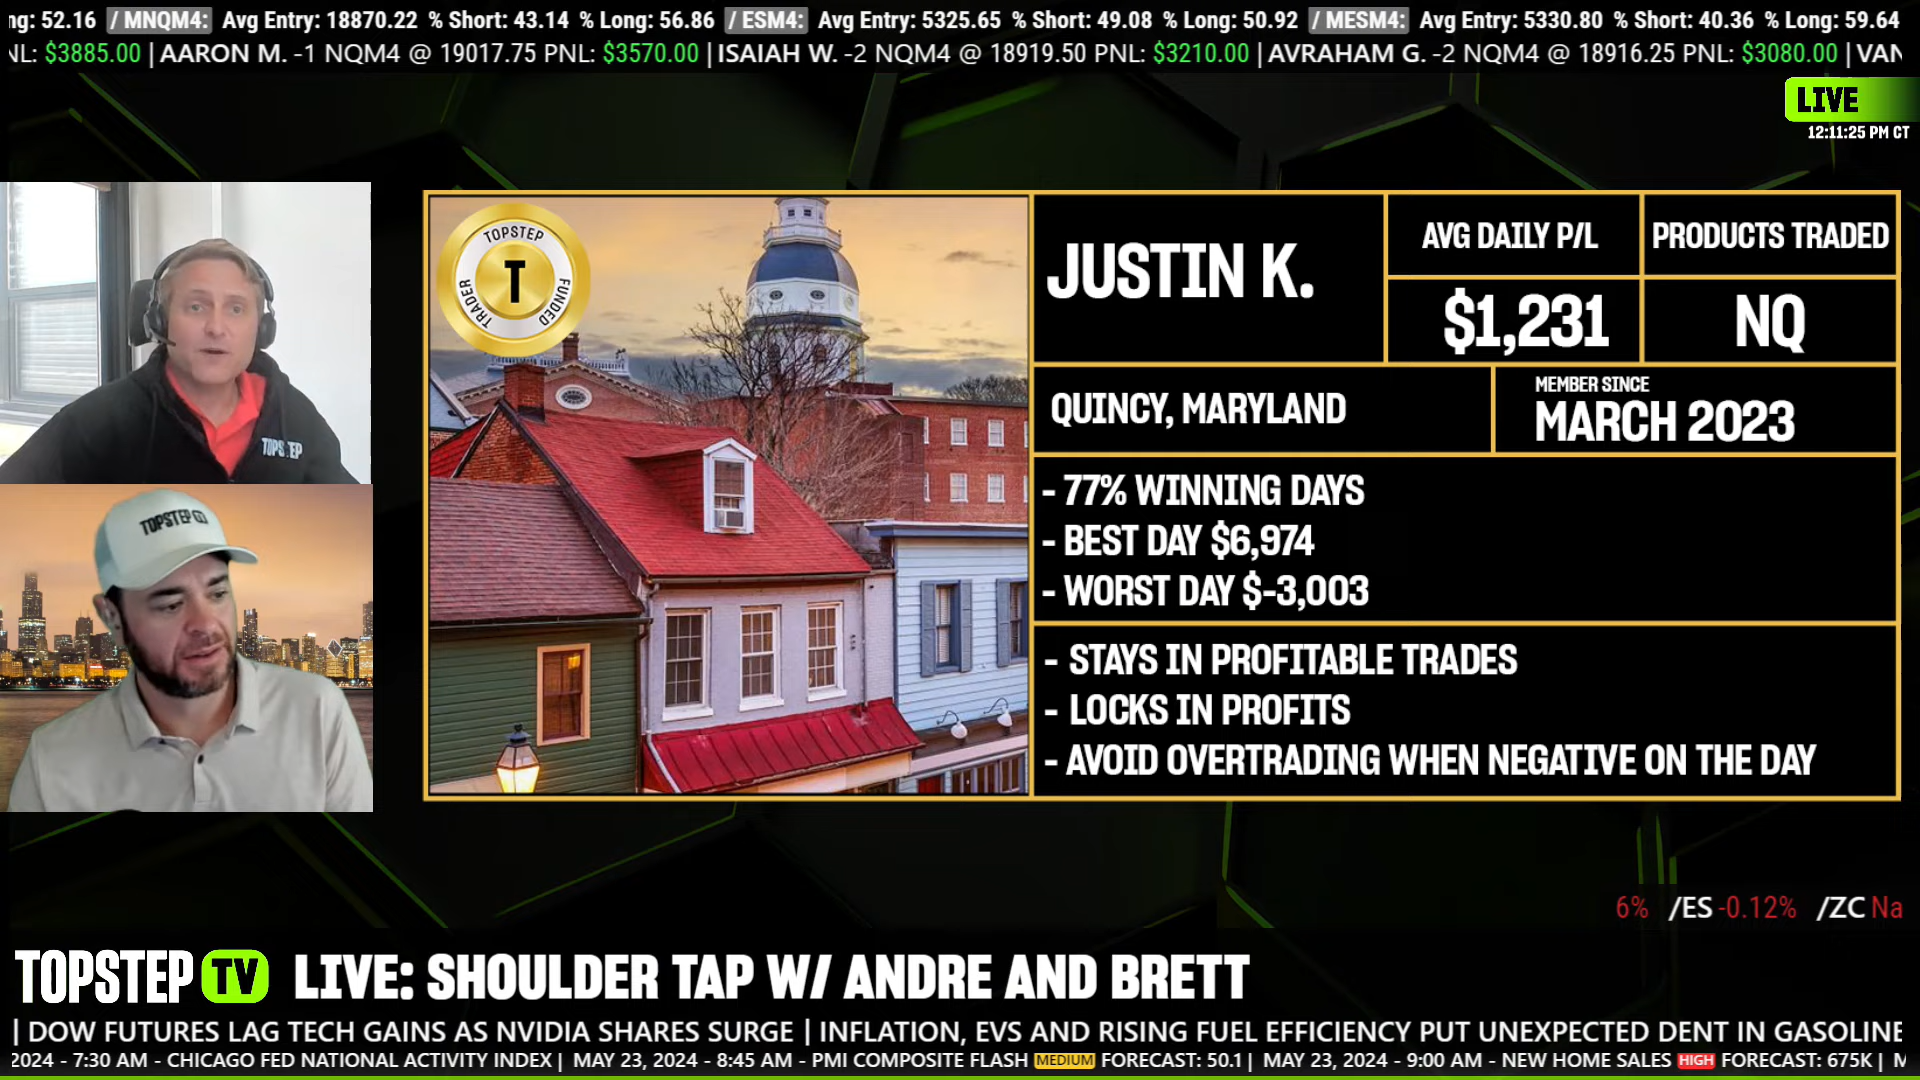 ng: 52.16 / MNQM4: Avg Entry: 18870.22 % Short: 43.14 % Long: 56.86 / ESM4: Avg Entry: 5325.65 % Short: 49.08 % Long: 50.92 / MESM4: Avg Entry: 5330.80 % Short: 40.36 % Long: 59.64
NL: $3885.00 | AARON M. -1 NQM4 @ 19017.75 PNL: $3570.00 | ISAIAH W. -2 NQM4 @ 18919.50 PNL: $3210.00 | AVRAHAM G. -2 NQM4 @ 18916.25 PNL: $3080.00 | VAN
LIVE
12:11:25 PM CT
TOPSTEP
T
FUNDED
TRADER
JUSTIN K.
AVG DAILY P/L
PRODUCTS TRADED
$1,231
NQ
QUINCY, MARYLAND
MEMBER SINCE
MARCH 2023
- 77% WINNING DAYS
- BEST DAY $6,974
- WORST DAY $-3,003
- STAYS IN PROFITABLE TRADES
- LOCKS IN PROFITS
- AVOID OVERTRADING WHEN NEGATIVE ON THE DAY
TOPSTEP
TOPSTEP
6% /ES -0.12% /ZC Na
TOPSTEP TV LIVE: SHOULDER TAP W/ ANDRE AND BRETT
| DOW FUTURES LAG TECH GAINS AS NVIDIA SHARES SURGE | INFLATION, EVS AND RISING FUEL EFFICIENCY PUT UNEXPECTED DENT IN GASOLINE
2024 - 7:30 AM - CHICAGO FED NATIONAL ACTIVITY INDEX | MAY 23, 2024 - 8:45 AM - PMI COMPOSITE FLASH MEDIUM FORECAST: 50.1 | MAY 23, 2024 - 9:00 AM - NEW HOME SALES HIGH FORECAST: 675K | M